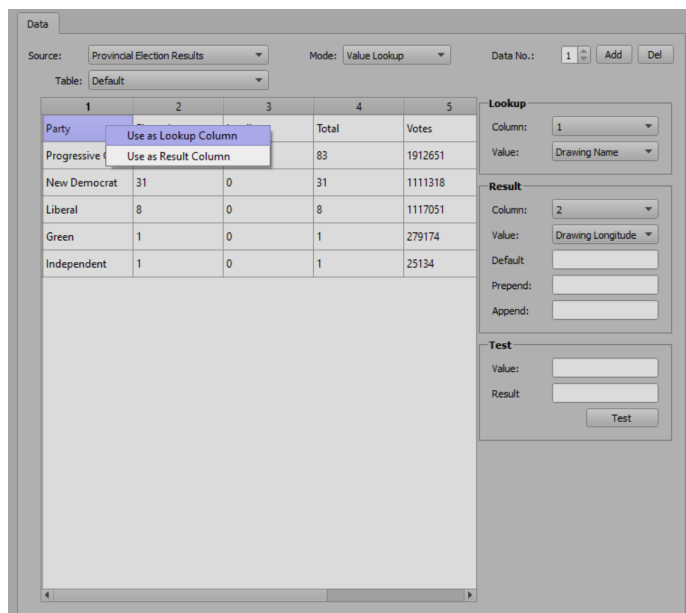 Data
Source: Provincial Election Results Mode: Value Lookup Data No.: 1 Add Del
Table: Default
1 2 3 4 5
Party Total Votes
Use as Lookup Column
Progressive 83 1912651
Use as Result Column
New Democrat 31 0 31 1111318
Liberal 8 0 8 1117051
Green 1 0 1 279174
Independent 1 0 1 25134
Lookup
Column: 1
Value: Drawing Name
Result
Column: 2
Value: Drawing Longitude
Default
Prepend:
Append:
Test
Value:
Result
Test